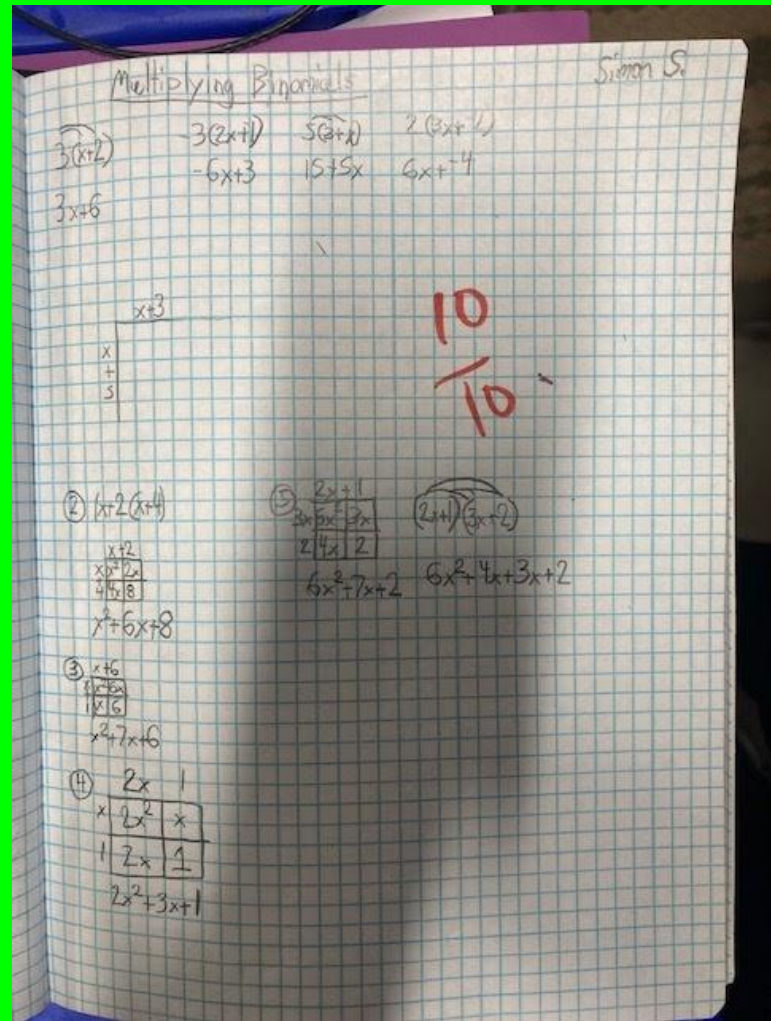 Multiplying Binomials
Simon S.
3(x+2)
-3(2x+1)
5(3+x)
2(3x+
-6x+3
15+5x
6x+-4
3x+6
x+3
x
+
5
10
10
② (x+2(x+4)
x+2
x x² 2x
4 4x 8
x²+6x+8
③ x+6
x x² 6x
1 x 6
x²+7x+6
④ 2x 1
x 2x² x
1 2x 1
2x²+3x+1
⑤ 2x+1
3x 6x² 3x
2 4x 2
6x²+7x+2
(2x+1)(3x+2)
6x²+4x+3x+2